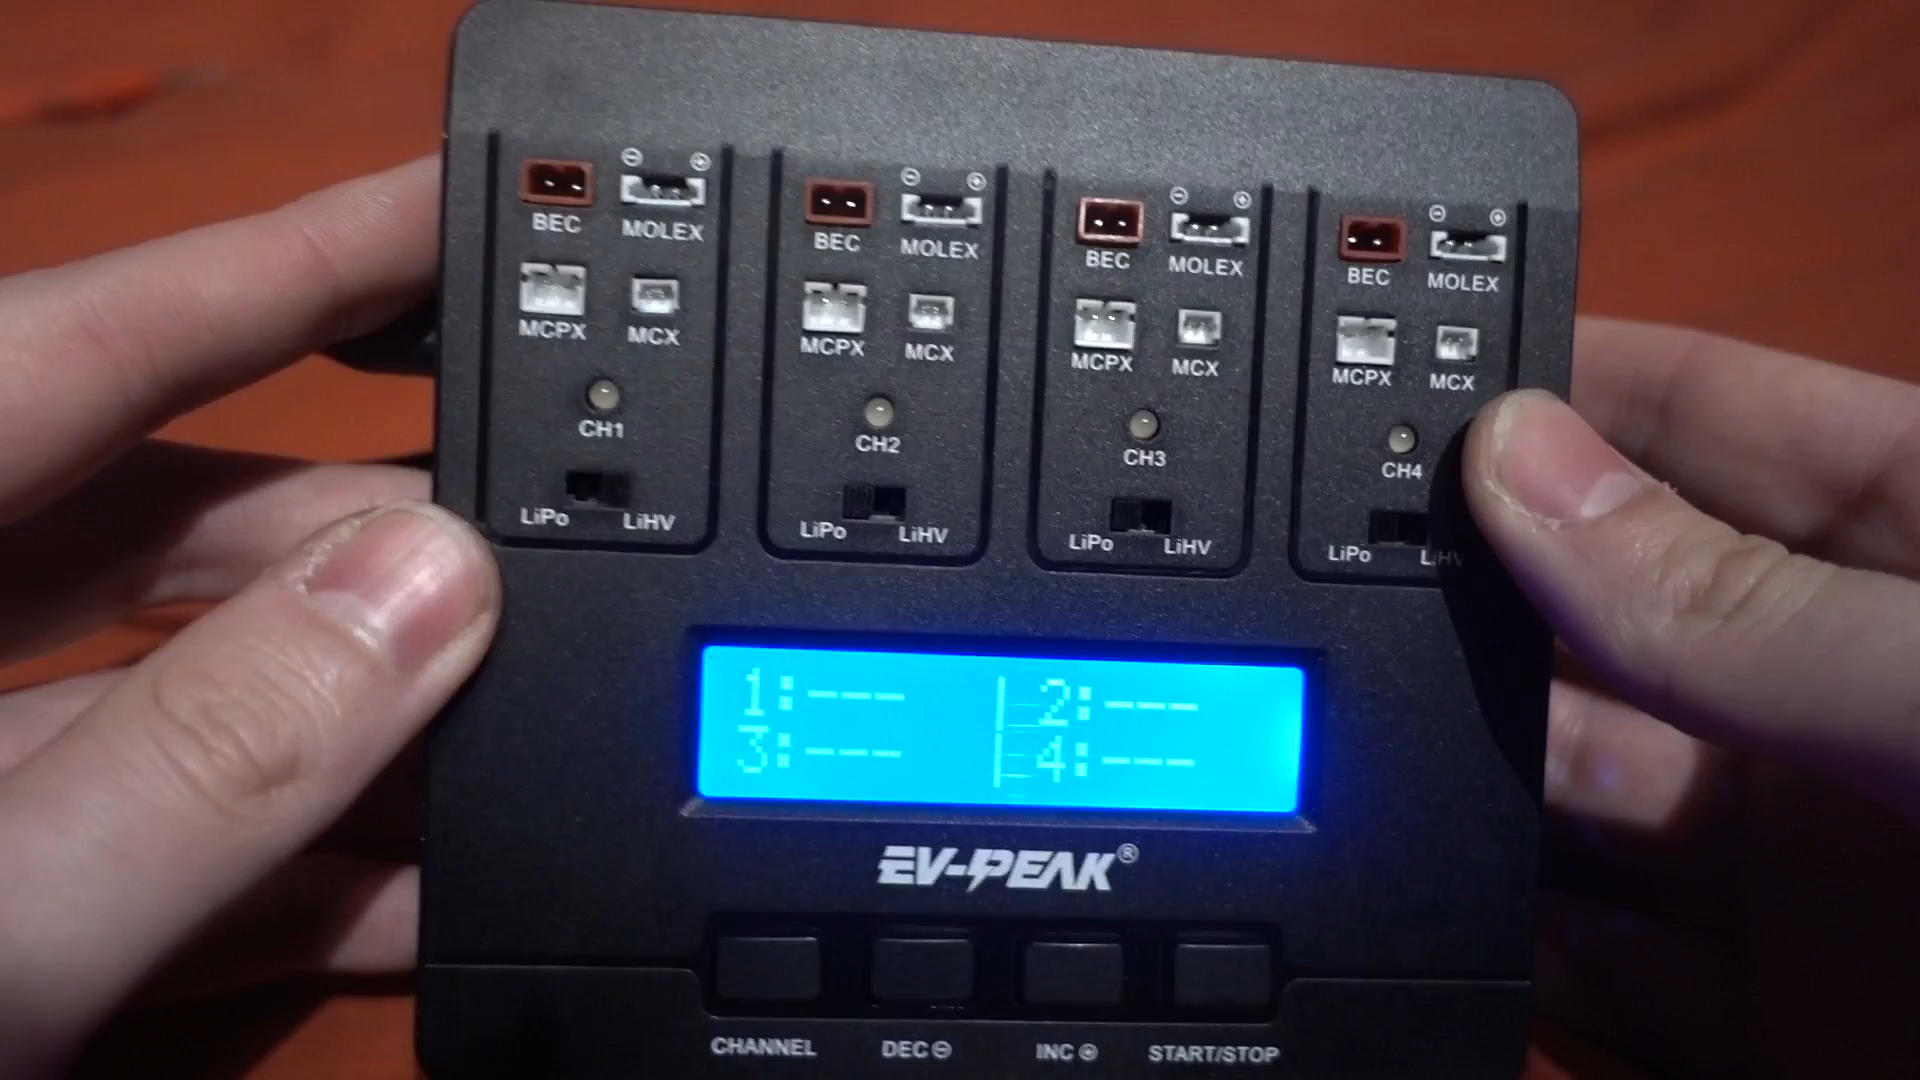 BEC MOLEX
MCPX MCX
CH1
LiPo LiHV
BEC MOLEX
MCPX MCX
CH2
LiPo LiHV
BEC MOLEX
MCPX MCX
CH3
LiPo LiHV
BEC MOLEX
MCPX MCX
CH4
LiPo LiHV
1:--- | 2:---
3:--- | 4:---
EV-PEAK®
CHANNEL DEC⊖ INC⊕ START/STOP